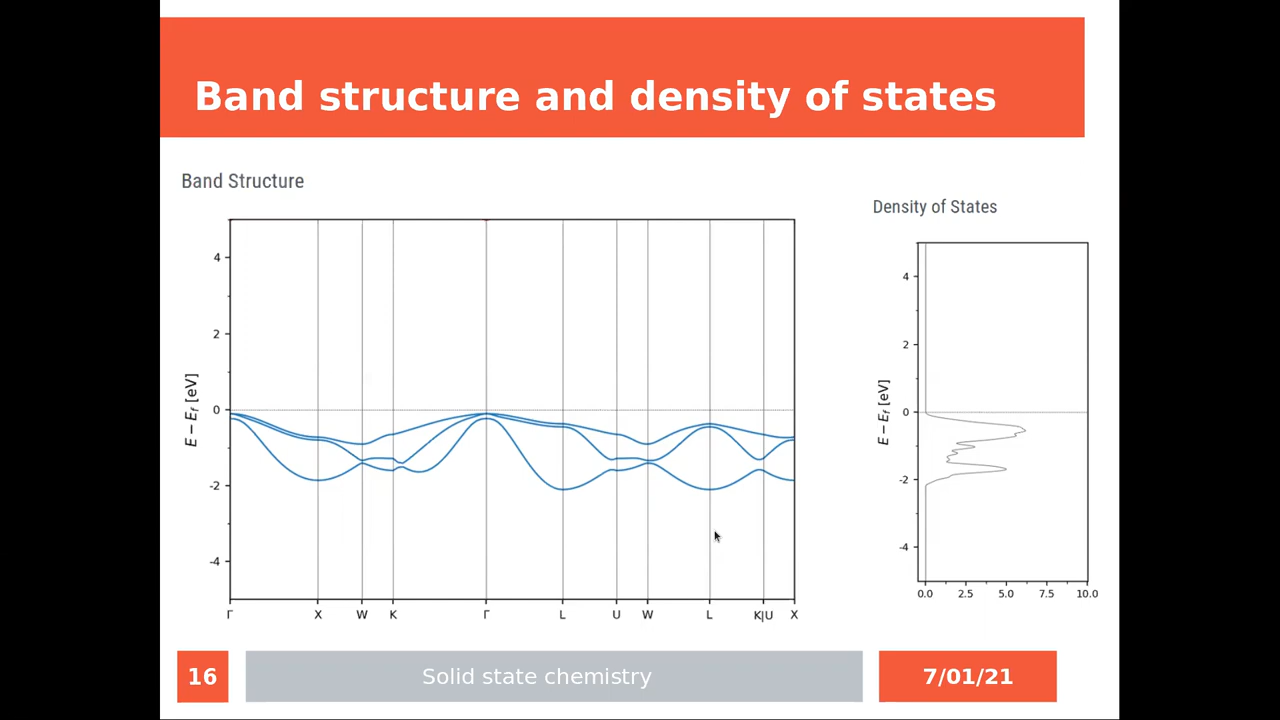 Band structure and density of states
Band Structure
E − Ef [eV]
4
2
0
-2
-4
Γ X W K Γ L U W L K|U X
Density of States
E − Ef [eV]
4
2
0
-2
-4
0.0 2.5 5.0 7.5 10.0
16
Solid state chemistry
7/01/21